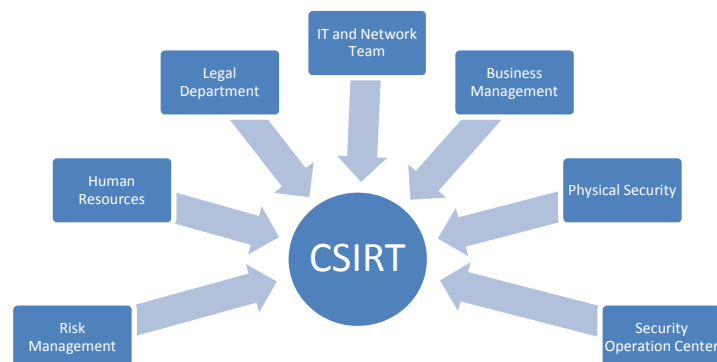 IT and Network
Team
Legal
Department
Business
Management
Human
Resources
Physical Security
CSIRT
Risk
Management
Security
Operation Center